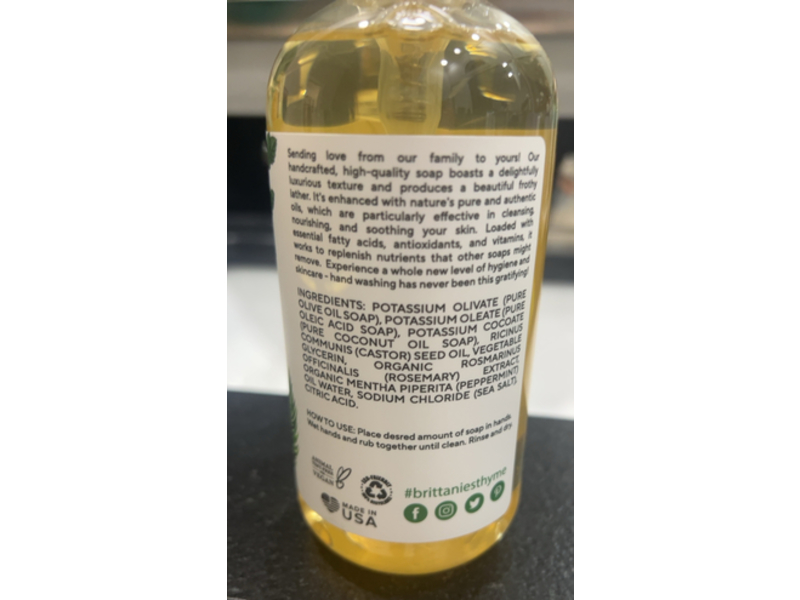 Sending love from our family to yours! Our
handcrafted, high-quality soap boasts a delightfully
luxurious texture and produces a beautiful frothy
lather. It's enhanced with nature's pure and authentic
oils, which are particularly effective in cleansing,
nourishing, and soothing your skin. Loaded with
essential fatty acids, antioxidants, and vitamins, it
works to replenish nutrients that other soaps might
remove. Experience a whole new level of hygiene and
skincare - hand washing has never been this gratifying!
INGREDIENTS: POTASSIUM OLIVATE (PURE
OLIVE OIL SOAP), POTASSIUM OLEATE (PURE
OLEIC ACID SOAP), POTASSIUM COCOATE
(PURE COCONUT OIL SOAP), RICINUS
COMMUNIS (CASTOR) SEED OIL, VEGETABLE
GLYCERIN, ORGANIC ROSMARINUS
OFFICINALIS (ROSEMARY) EXTRACT,
ORGANIC MENTHA PIPERITA (PEPPERMINT)
OIL WATER, SODIUM CHLORIDE (SEA SALT),
CITRIC ACID.
HOW TO USE: Place desred amount of soap in hands.
Wet hands and rub together until clean. Rinse and dry.
VEGAN
#brittaniesthyme
MADE IN
USA